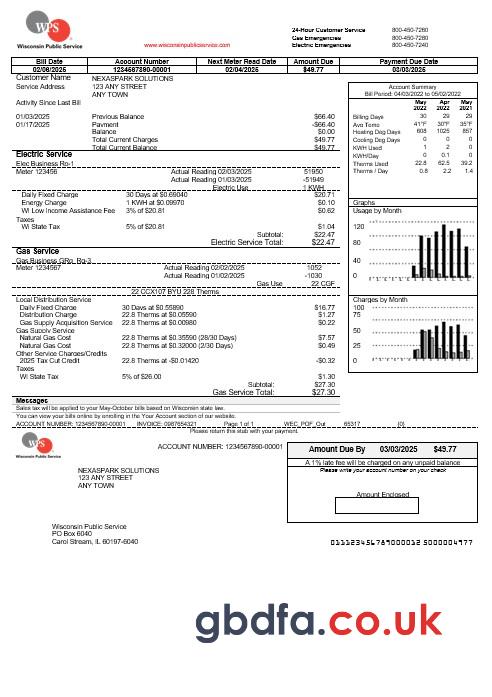 WPS
Wisconsin Public Service
www.wisconsinpublicservice.com
24-Hour Customer Service 800-450-7260
Gas Emergencies 800-450-7280
Electric Emergencies 800-450-7240
Bill Date Account Number Next Meter Read Date Amount Due Payment Due Date
02/06/2025 1234567890-00001 02/04/2025 $49.77 03/03/2025
Customer Name NEXASPARK SOLUTIONS
Service Address 123 ANY STREET
ANY TOWN
Activity Since Last Bill
01/03/2025 Previous Balance $66.40
01/17/2025 Payment -$66.40
Balance $0.00
Total Current Charges $49.77
Total Current Balance $49.77
Electric Service
Elec Business Rg-1
Meter 123456 Actual Reading 02/03/2025 51950
Actual Reading 01/03/2025 -51949
Electric Use 1 KWH
Daily Fixed Charge 30 Days at $0.69040 $20.71
Energy Charge 1 KWH at $0.09970 $0.10
WI Low Income Assistance Fee 3% of $20.81 $0.62
Taxes
WI State Tax 5% of $20.81 $1.04
Subtotal: $22.47
Electric Service Total: $22.47
Gas Service
Gas Business GRg, Rg-3
Meter 1234567 Actual Reading 02/02/2025 1052
Actual Reading 01/02/2025 -1030
Gas Use 22 CGF
22 CCX107 BYU 228 Therms
Local Distribution Service
Daily Fixed Charge 30 Days at $0.55890 $16.77
Distribution Charge 22.8 Therms at $0.05590 $1.27
Gas Supply Acquisition Service 22.8 Therms at $0.00980 $0.22
Gas Supply Service
Natural Gas Cost 22.8 Therms at $0.35590 (28/30 Days) $7.57
Natural Gas Cost 22.8 Therms at $0.32000 (2/30 Days) $0.49
Other Service Charges/Credits
2025 Tax Cut Credit 22.8 Therms at -$0.01420 -$0.32
Taxes
WI State Tax 5% of $26.00 $1.30
Subtotal: $27.30
Gas Service Total: $27.30
Messages
Sales tax will be applied to your May-October bills based on Wisconsin state law.
You can view your bills online by enrolling in the Your Account section of our website.
ACCOUNT NUMBER: 1234567890-00001 INVOICE: 0987654321 Page 1 of 1 WEC_POF_Out 65317 (0)
Please return this stub with your payment.
Account Summary
Bill Period: 04/03/2022 to 05/02/2022
May 2022 Apr 2022 May 2021
Billing Days 30 29 29
Avg Temp 41°F 30°F 35°F
Heating Deg Days 608 1025 857
Cooling Deg Days 0 0 0
KWH Used 1 2 0
KWH/Day 0 0.1 0
Therms Used 22.8 62.5 39.2
Therms / Day 0.8 2.2 1.4
Graphs
Usage by Month
120
80
40
0
Charges by Month
100
75
50
25
0
WPS
Wisconsin Public Service
ACCOUNT NUMBER: 1234567890-00001
NEXASPARK SOLUTIONS
123 ANY STREET
ANY TOWN
Amount Due By 03/03/2025 $49.77
A 1% late fee will be charged on any unpaid balance
Please write your account number on your check
Amount Enclosed
Wisconsin Public Service
PO Box 6040
Carol Stream, IL 60197-6040
gbdfa.co.uk